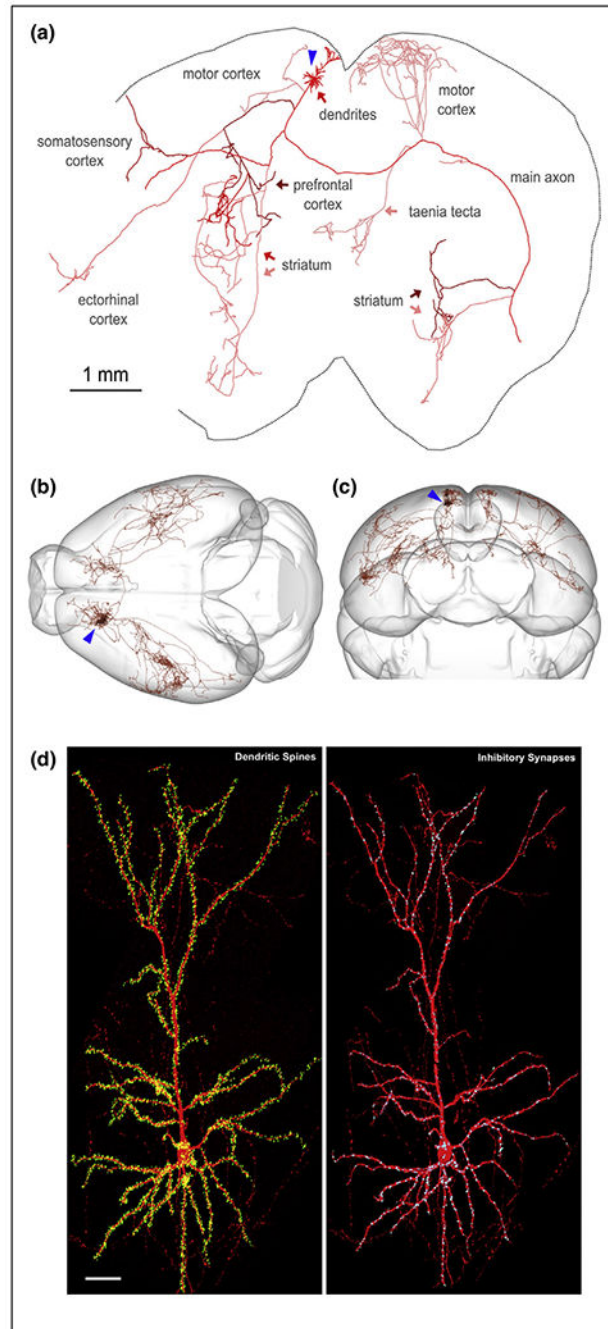 (a)
motor cortex
dendrites
motor
cortex
somatosensory
cortex
prefrontal
cortex
main axon
taenia tecta
striatum
striatum
ectorhinal
cortex
1 mm
(b)
(c)
(d)
Dendritic Spines
Inhibitory Synapses